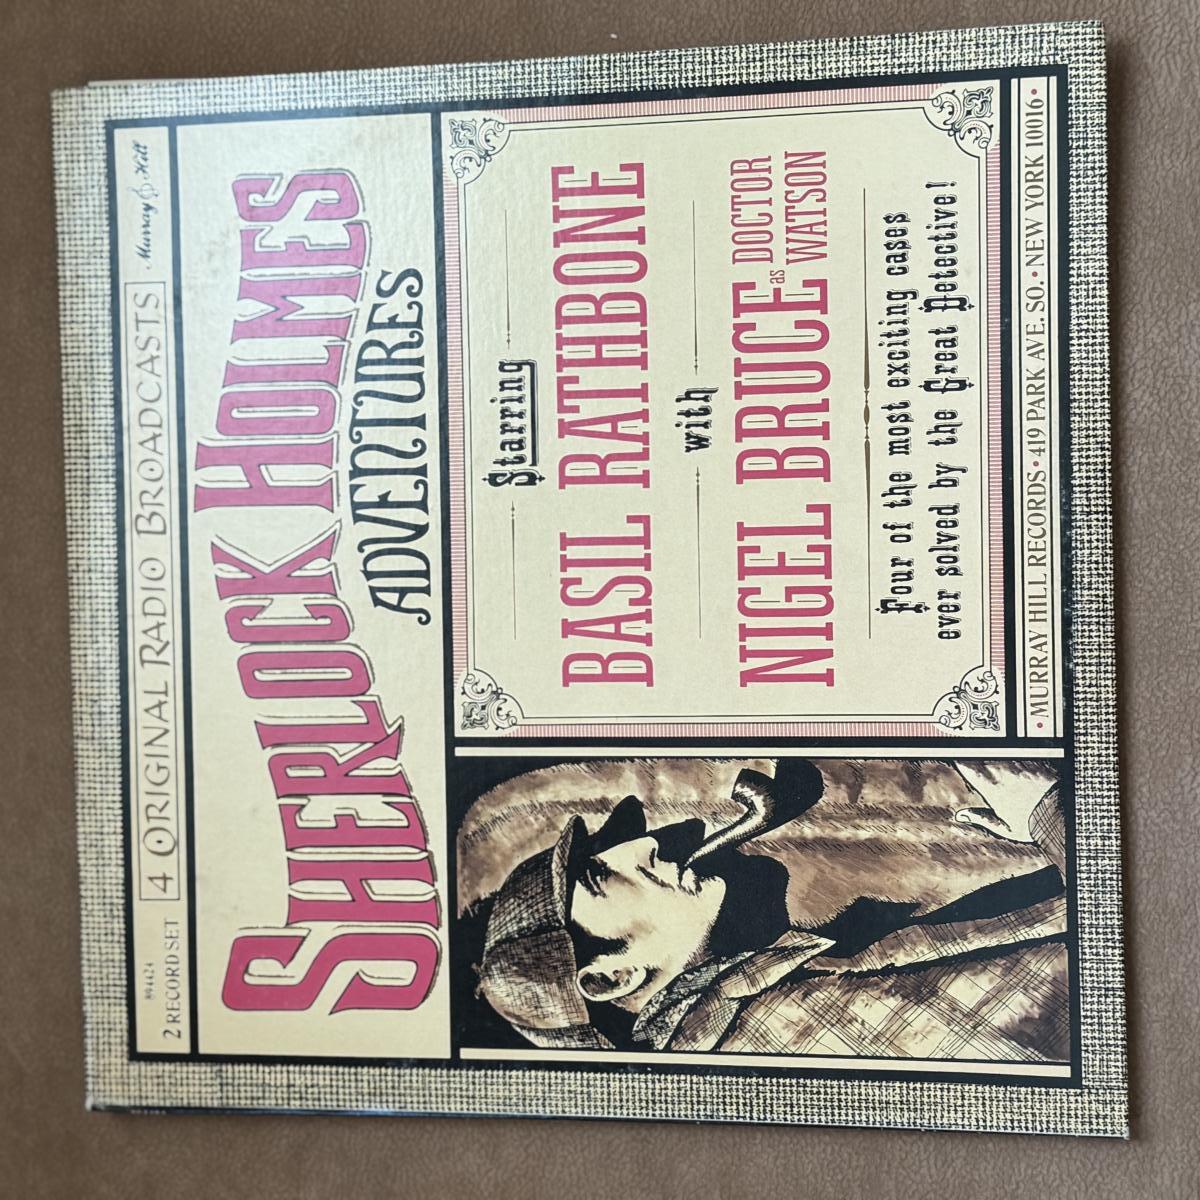 894424
2 RECORD SET
4 ORIGINAL RADIO BROADCASTS
Murray Hill
SHERLOCK HOLMES
ADVENTURES
Starring
BASIL RATHBONE
with
NIGEL BRUCE as DOCTOR WATSON
Four of the most exciting cases
ever solved by the Great Detective!
• MURRAY HILL RECORDS • 419 PARK AVE. SO. • NEW YORK 10016 •